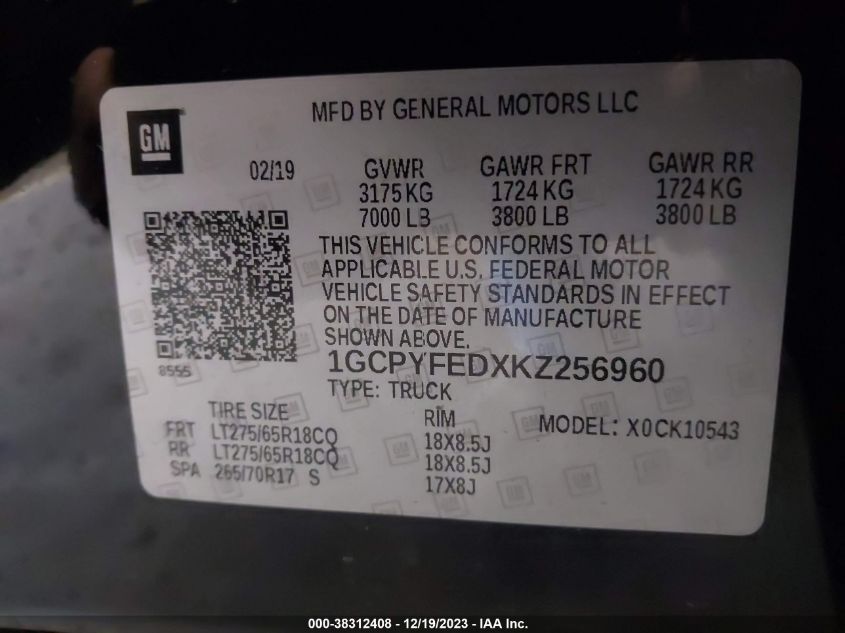 MFD BY GENERAL MOTORS LLC
GM
02/19 GVWR GAWR FRT GAWR RR
3175 KG 1724 KG 1724 KG
7000 LB 3800 LB 3800 LB
THIS VEHICLE CONFORMS TO ALL
APPLICABLE U.S. FEDERAL MOTOR
VEHICLE SAFETY STANDARDS IN EFFECT
ON THE DATE OF MANUFACTURE
SHOWN ABOVE.
8555
1GCPYFEDXKZ256960
TYPE: TRUCK
TIRE SIZE RIM MODEL: X0CK10543
FRT LT275/65R18CQ 18X8.5J
RR LT275/65R18CQ 18X8.5J
SPA 265/70R17 S 17X8J
000-38312408 - 12/19/2023 - IAA Inc.